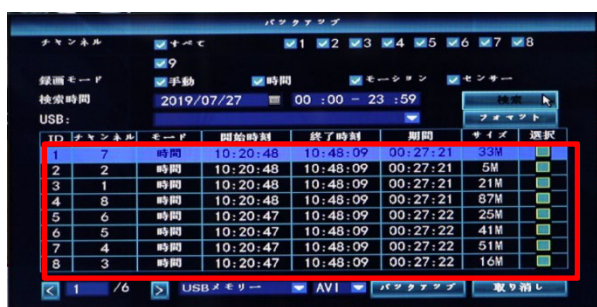 バックアップ
チャンネル すべて 1 2 3 4 5 6 7 8
9
録画モード 手動 時間 モーション センサー
検索時間 2019/07/27 00 :00 - 23 :59 検索
USB: フォーマット
ID チャンネル モード 開始時刻 終了時刻 期間 サイズ 選択
1 7 時間 10:20:48 10:48:09 00:27:21 33M
2 2 時間 10:20:48 10:48:09 00:27:21 5M
3 1 時間 10:20:48 10:48:09 00:27:21 21M
4 8 時間 10:20:48 10:48:09 00:27:21 87M
5 6 時間 10:20:47 10:48:09 00:27:22 25M
6 5 時間 10:20:47 10:48:09 00:27:22 41M
7 4 時間 10:20:47 10:48:09 00:27:22 51M
8 3 時間 10:20:47 10:48:09 00:27:22 16M
< 1 /6 > USBメモリー AVI バックアップ 取り消し